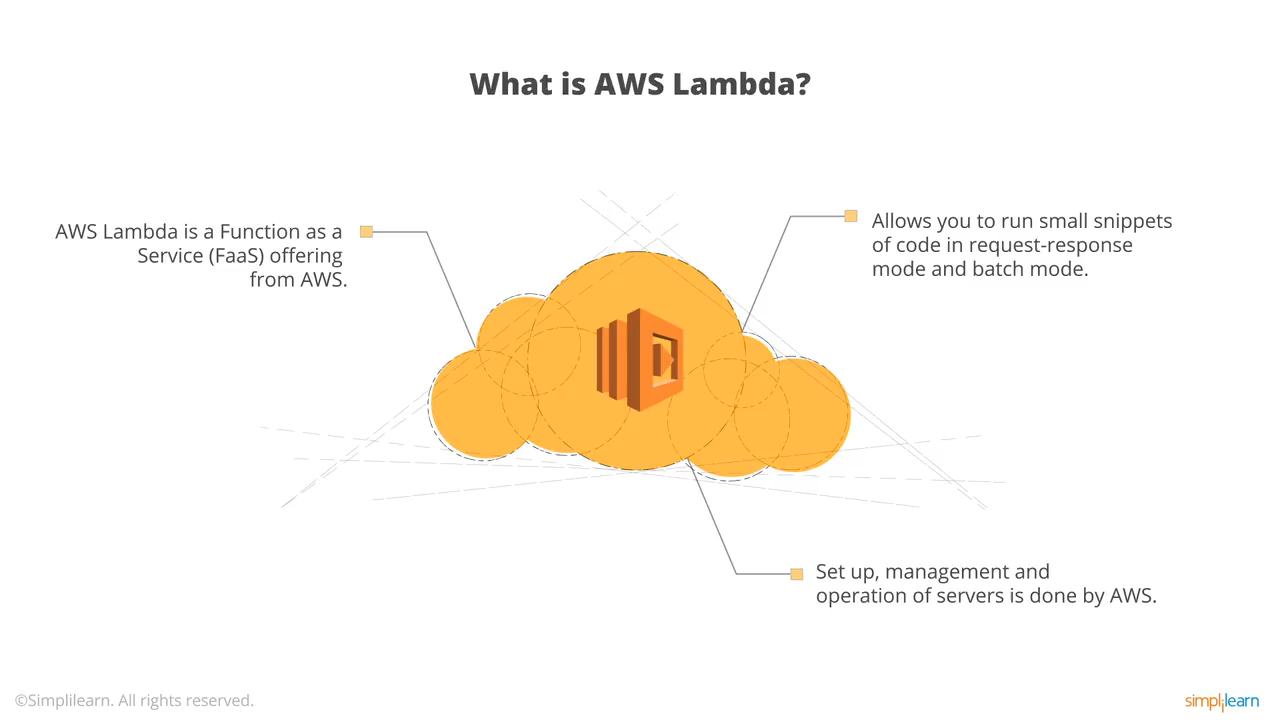 What is AWS Lambda?
AWS Lambda is a Function as a
Service (FaaS) offering
from AWS.
Allows you to run small snippets
of code in request-response
mode and batch mode.
Set up, management and
operation of servers is done by AWS.
©Simplilearn. All rights reserved.
simplilearn